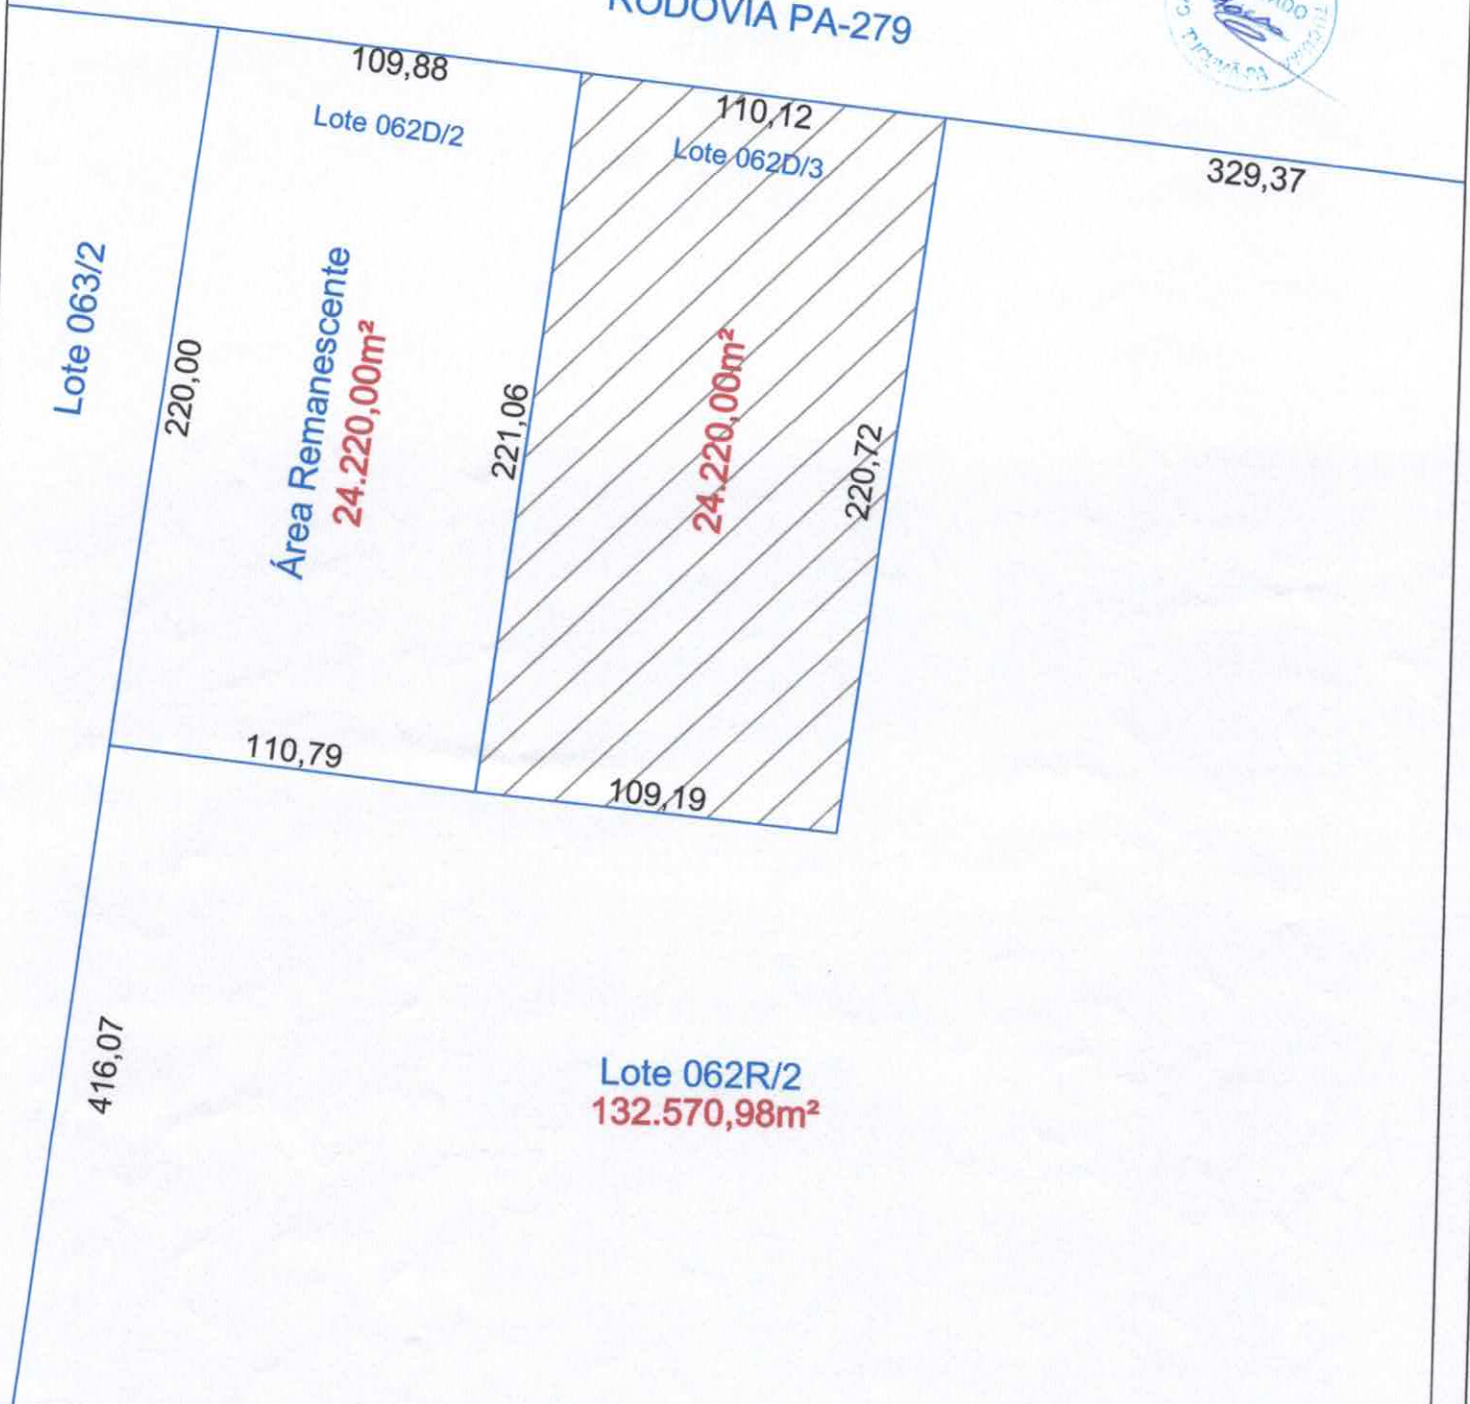 RODOVIA PA-279
109,88
110,12
329,37
Lote 062D/2
Lote 062D/3
Lote 063/2
220,00
Área Remanescente
24.220,00m²
221,06
24.220,00m²
220,72
110,79
109,19
416,07
Lote 062R/2
132.570,98m²
TUCUMÃ-PA